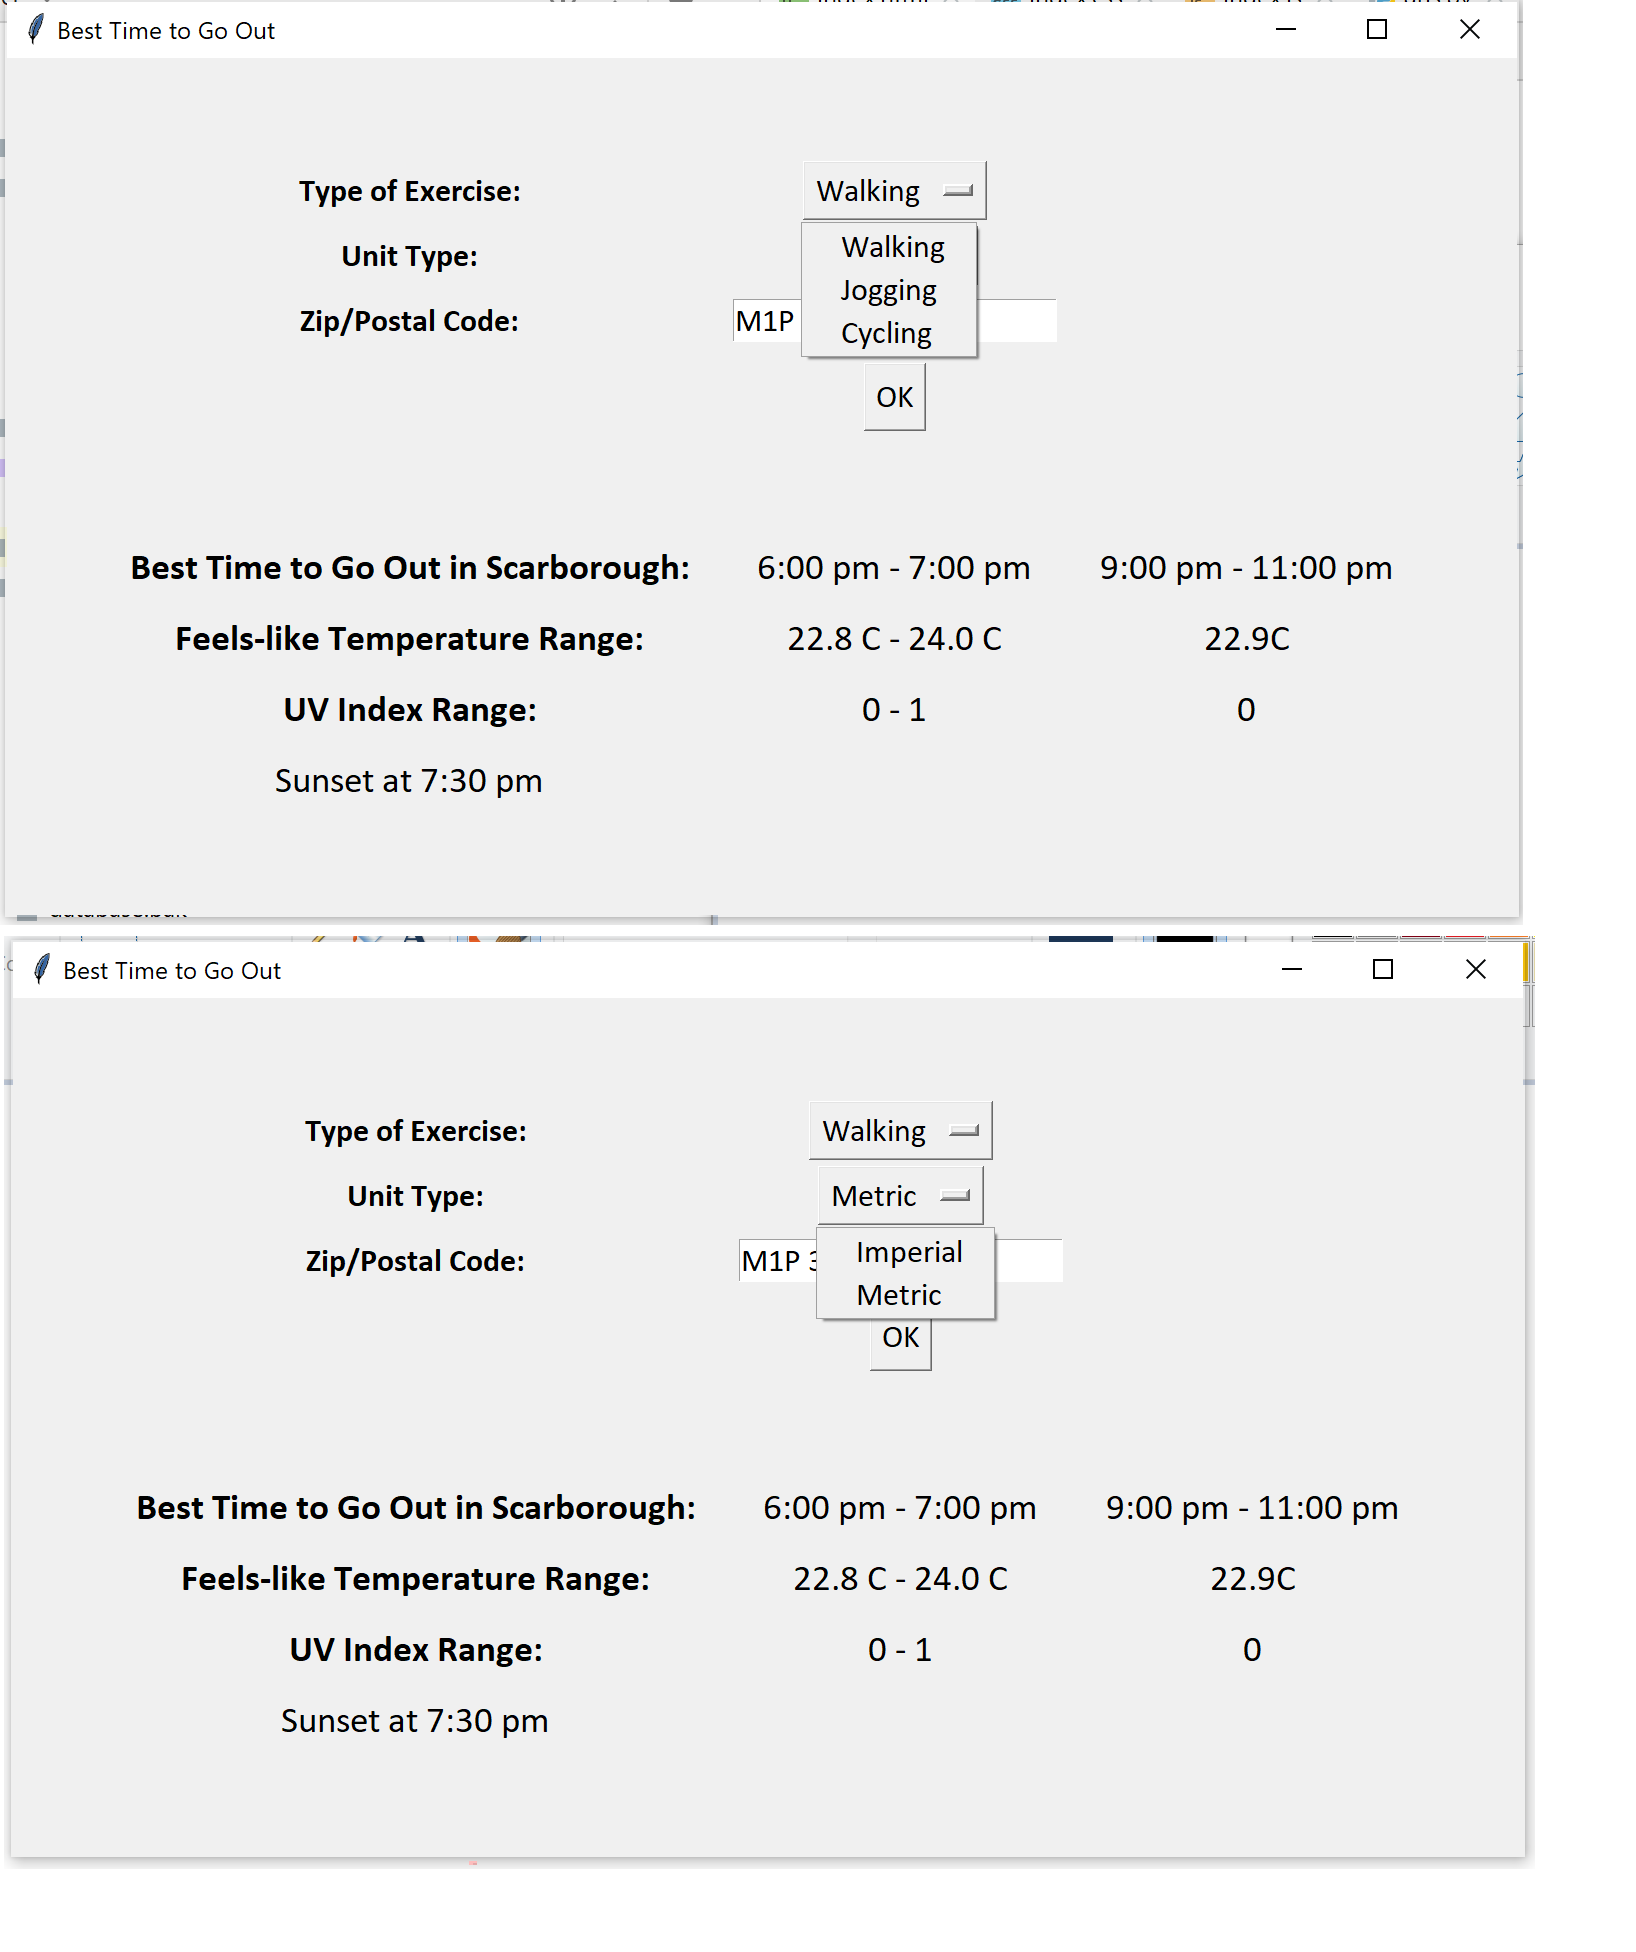 Best Time to Go Out
Type of Exercise: Walking
Walking
Unit Type:
Jogging
Zip/Postal Code: M1P
Cycling
OK
Best Time to Go Out in Scarborough: 6:00 pm - 7:00 pm 9:00 pm - 11:00 pm
Feels-like Temperature Range: 22.8 C - 24.0 C 22.9C
UV Index Range: 0 - 1 0
Sunset at 7:30 pm
Best Time to Go Out
Type of Exercise: Walking
Unit Type: Metric
Imperial
Zip/Postal Code: M1P
Metric
OK
Best Time to Go Out in Scarborough: 6:00 pm - 7:00 pm 9:00 pm - 11:00 pm
Feels-like Temperature Range: 22.8 C - 24.0 C 22.9C
UV Index Range: 0 - 1 0
Sunset at 7:30 pm